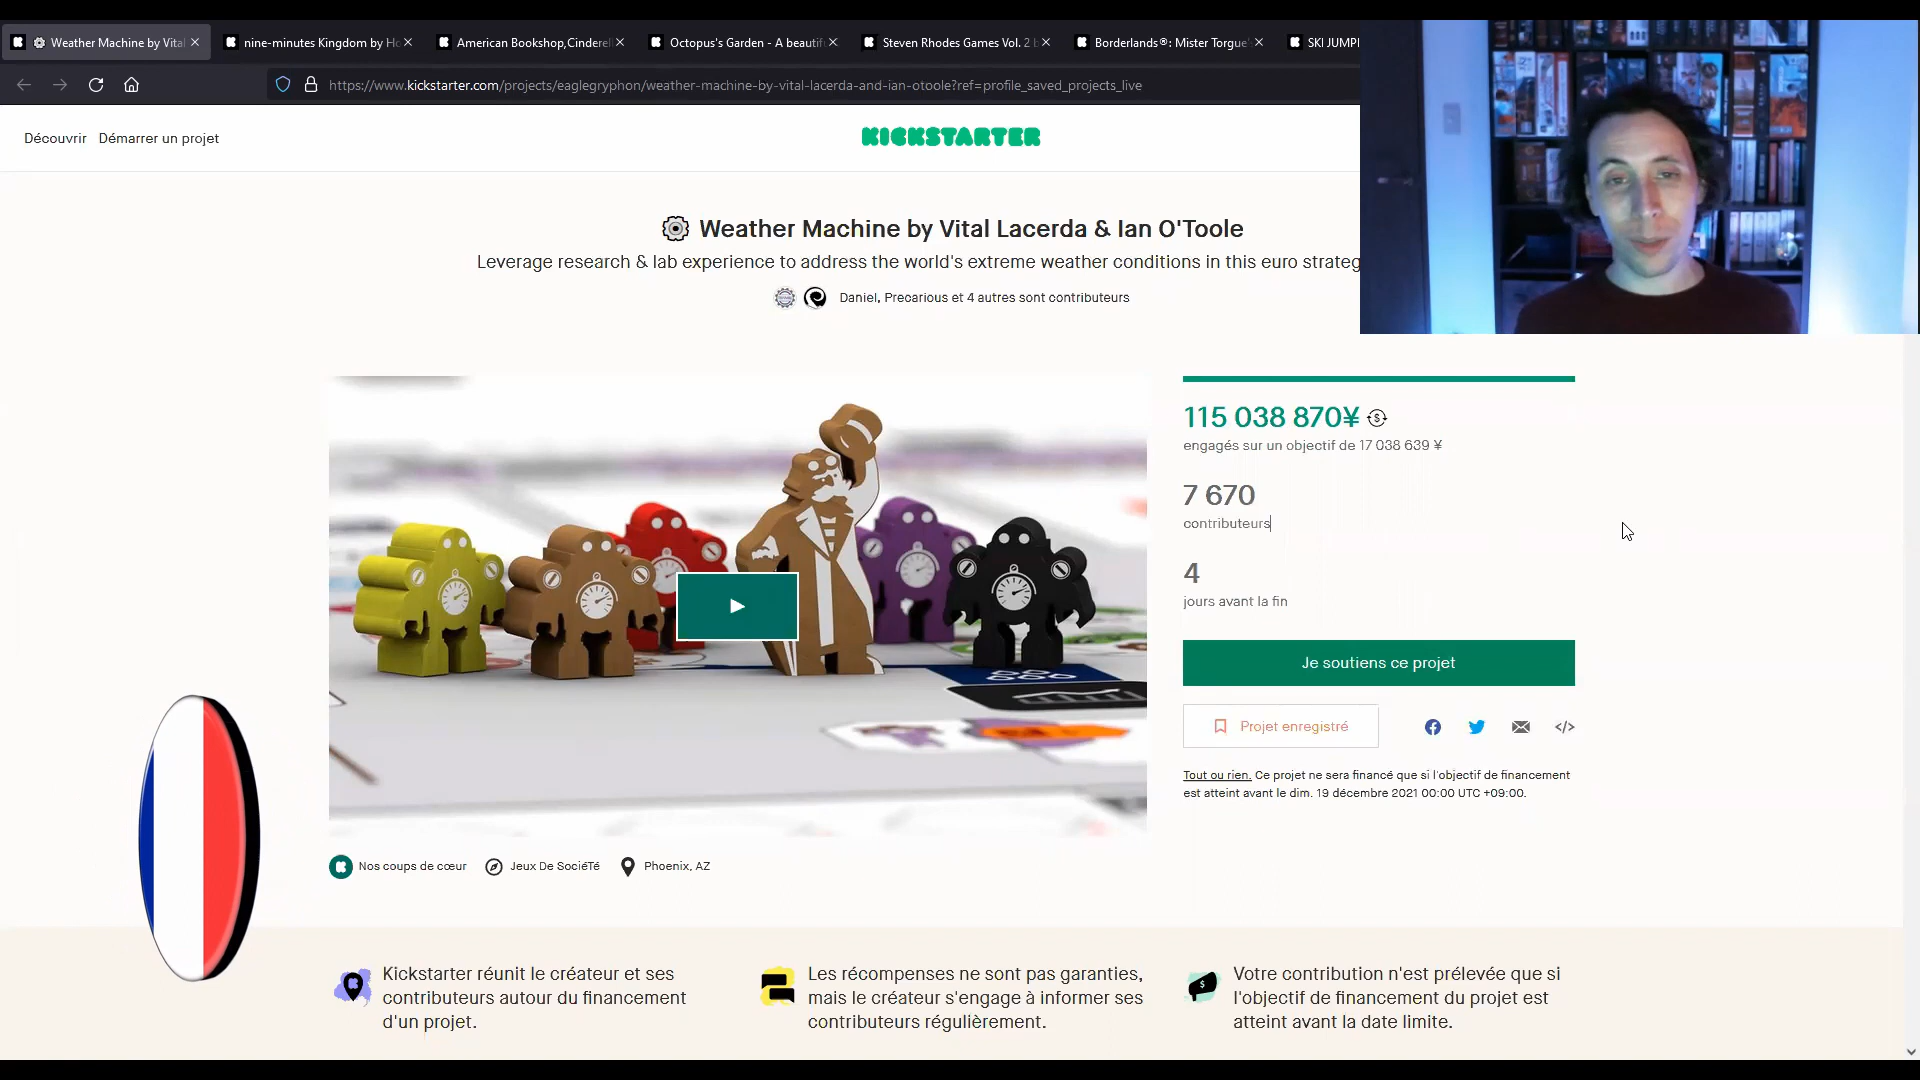 Weather Machine by Vital
nine-minutes Kingdom by Ho
American Bookshop,Cinderel
Octopus's Garden - A beautif
Steven Rhodes Games Vol. 2 b
Borderlands®: Mister Torgue's
SKI JUMPI
https://www.kickstarter.com/projects/eaglegryphon/weather-machine-by-vital-lacerda-and-ian-otoole?ref=profile_saved_projects_live
Découvrir Démarrer un projet
KICKSTARTER
Weather Machine by Vital Lacerda & Ian O'Toole
Leverage research & lab experience to address the world's extreme weather conditions in this euro strateg
Daniel, Precarious et 4 autres sont contributeurs
115 038 870¥
engagés sur un objectif de 17 038 639 ¥
7 670
contributeurs
4
jours avant la fin
Je soutiens ce projet
Projet enregistré
Tout ou rien. Ce projet ne sera financé que si l'objectif de financement
est atteint avant le dim. 19 décembre 2021 00:00 UTC +09:00.
Nos coups de cœur
Jeux De SociéTé
Phoenix, AZ
Kickstarter réunit le créateur et ses
contributeurs autour du financement
d'un projet.
Les récompenses ne sont pas garanties,
mais le créateur s'engage à informer ses
contributeurs régulièrement.
Votre contribution n'est prélevée que si
l'objectif de financement du projet est
atteint avant la date limite.